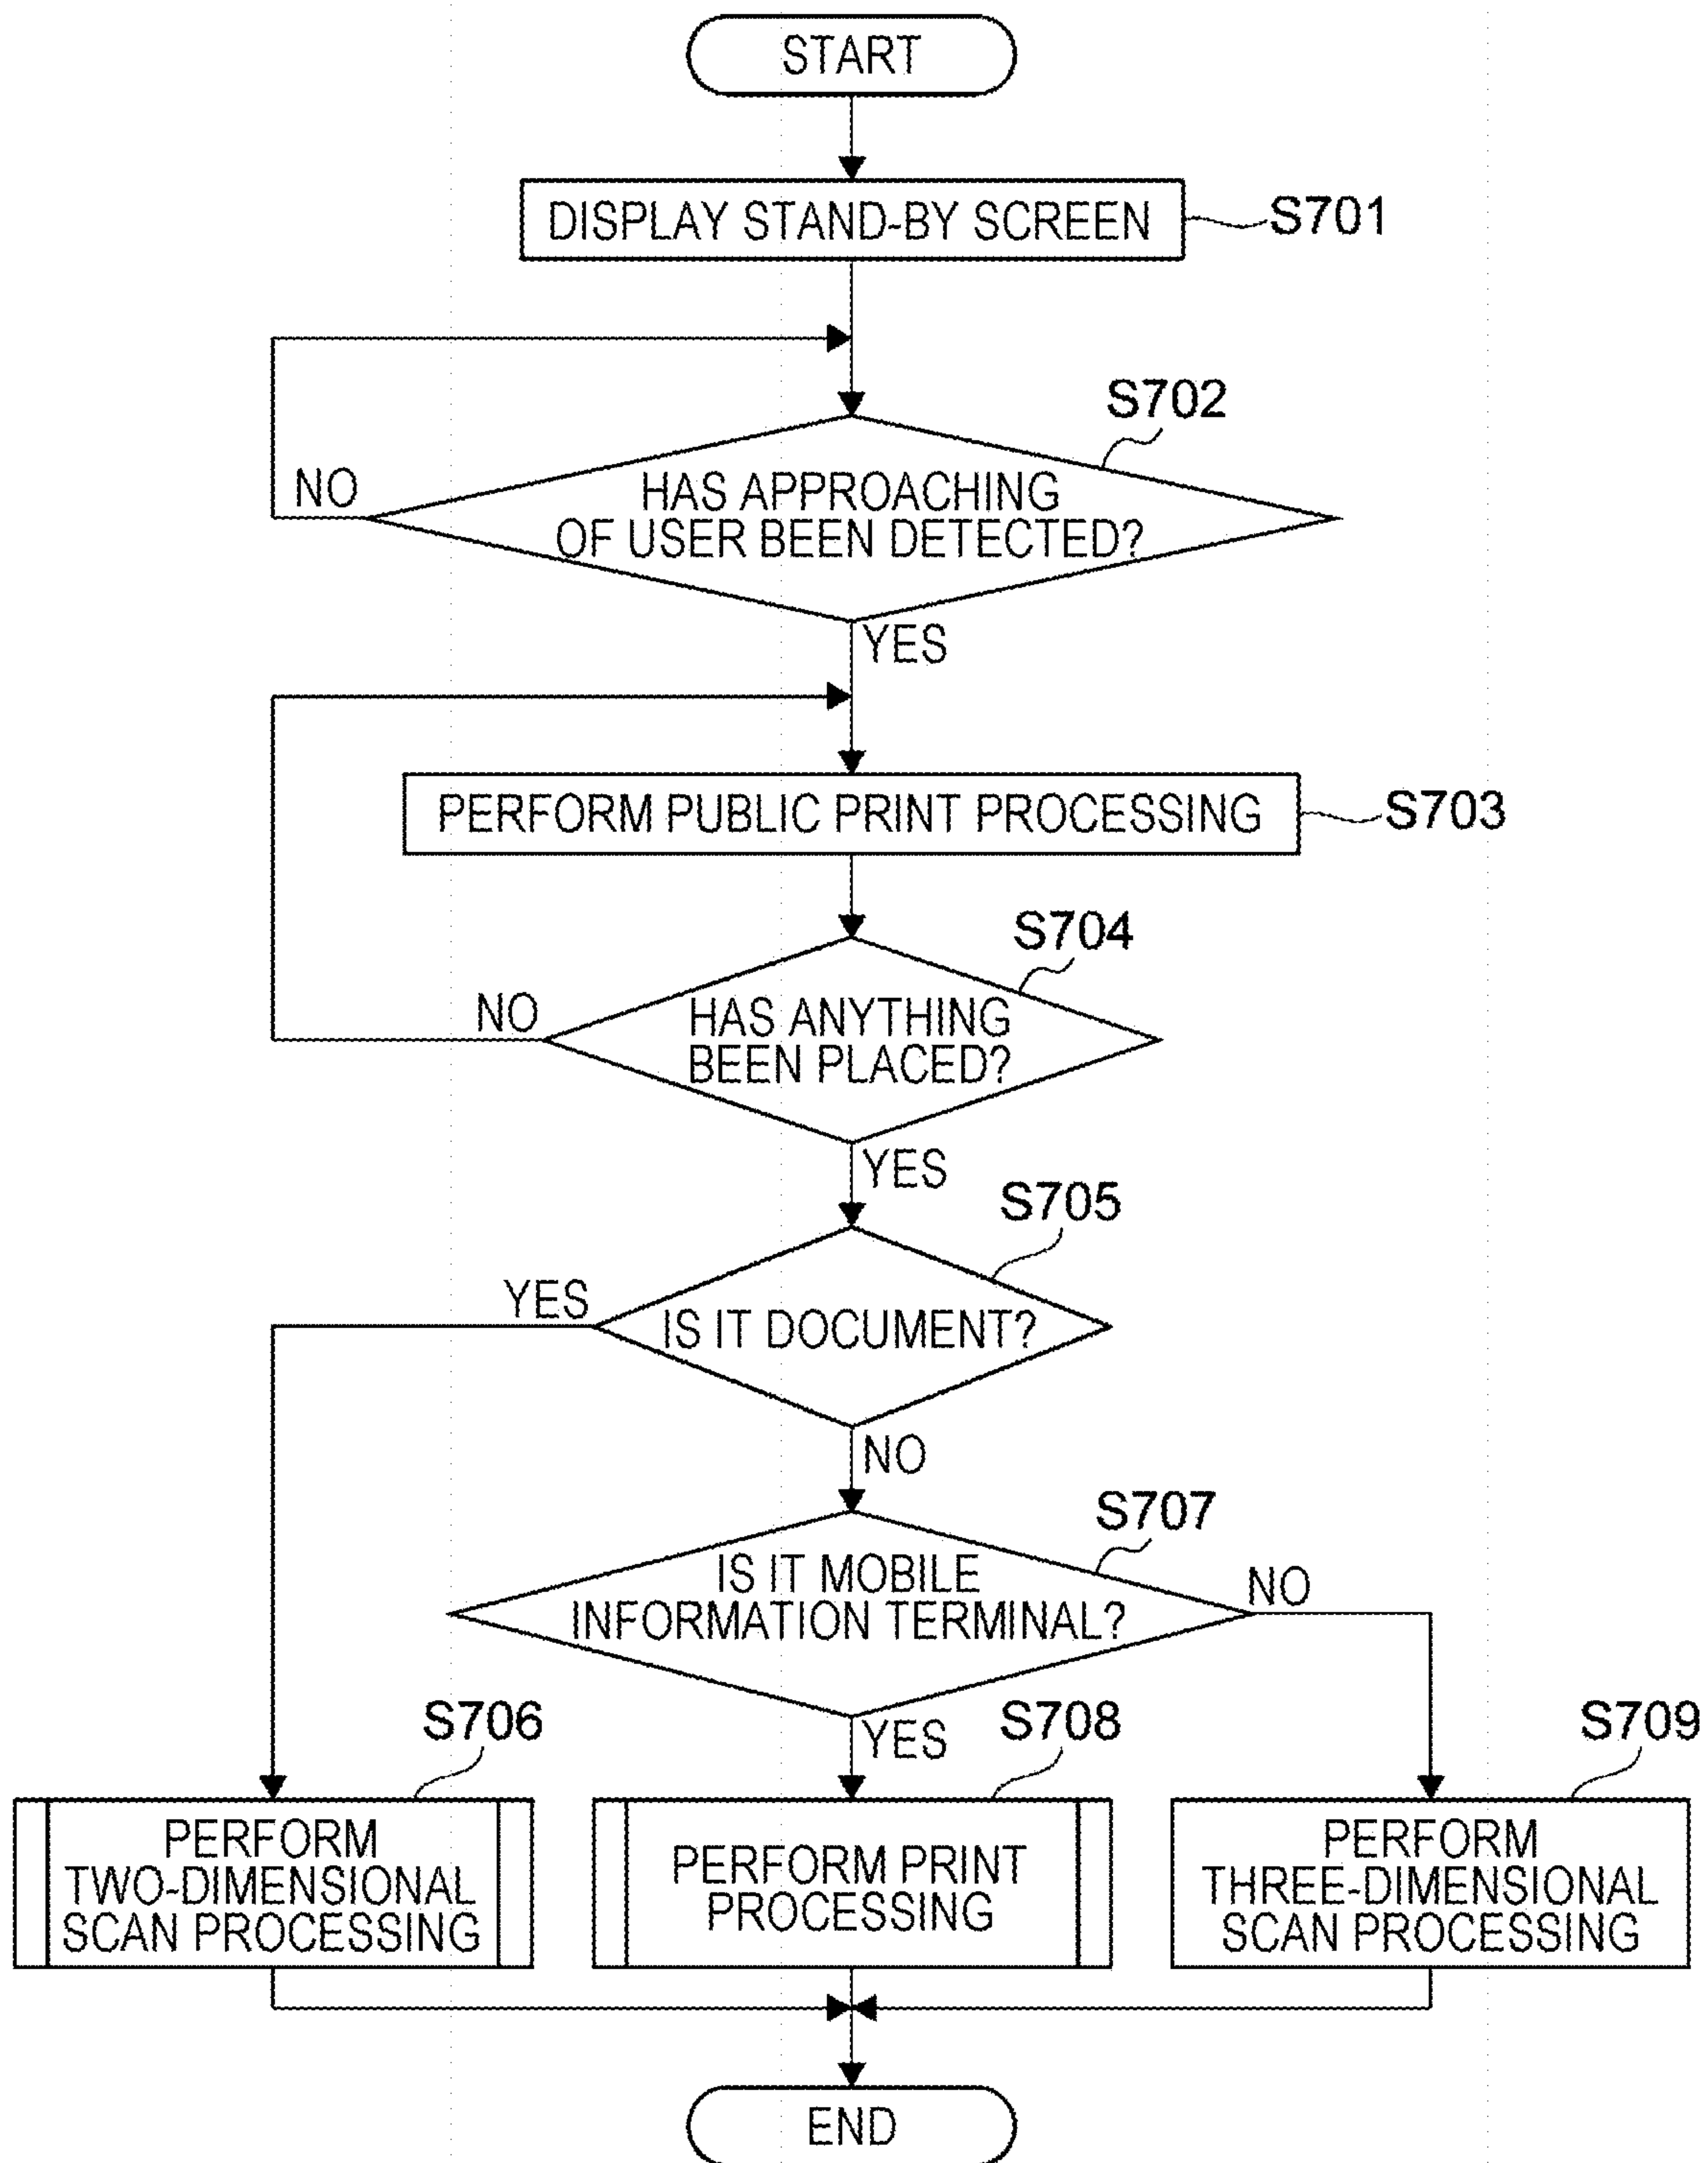 START
DISPLAY STAND-BY SCREEN
S701
S702
HAS APPROACHING
OF USER BEEN DETECTED?
NO
YES
PERFORM PUBLIC PRINT PROCESSING
S703
S704
HAS ANYTHING
BEEN PLACED?
NO
YES
S705
IS IT DOCUMENT?
YES
NO
S707
IS IT MOBILE
INFORMATION TERMINAL?
NO
YES
S706
PERFORM
TWO-DIMENSIONAL
SCAN PROCESSING
S708
PERFORM PRINT
PROCESSING
S709
PERFORM
THREE-DIMENSIONAL
SCAN PROCESSING
END